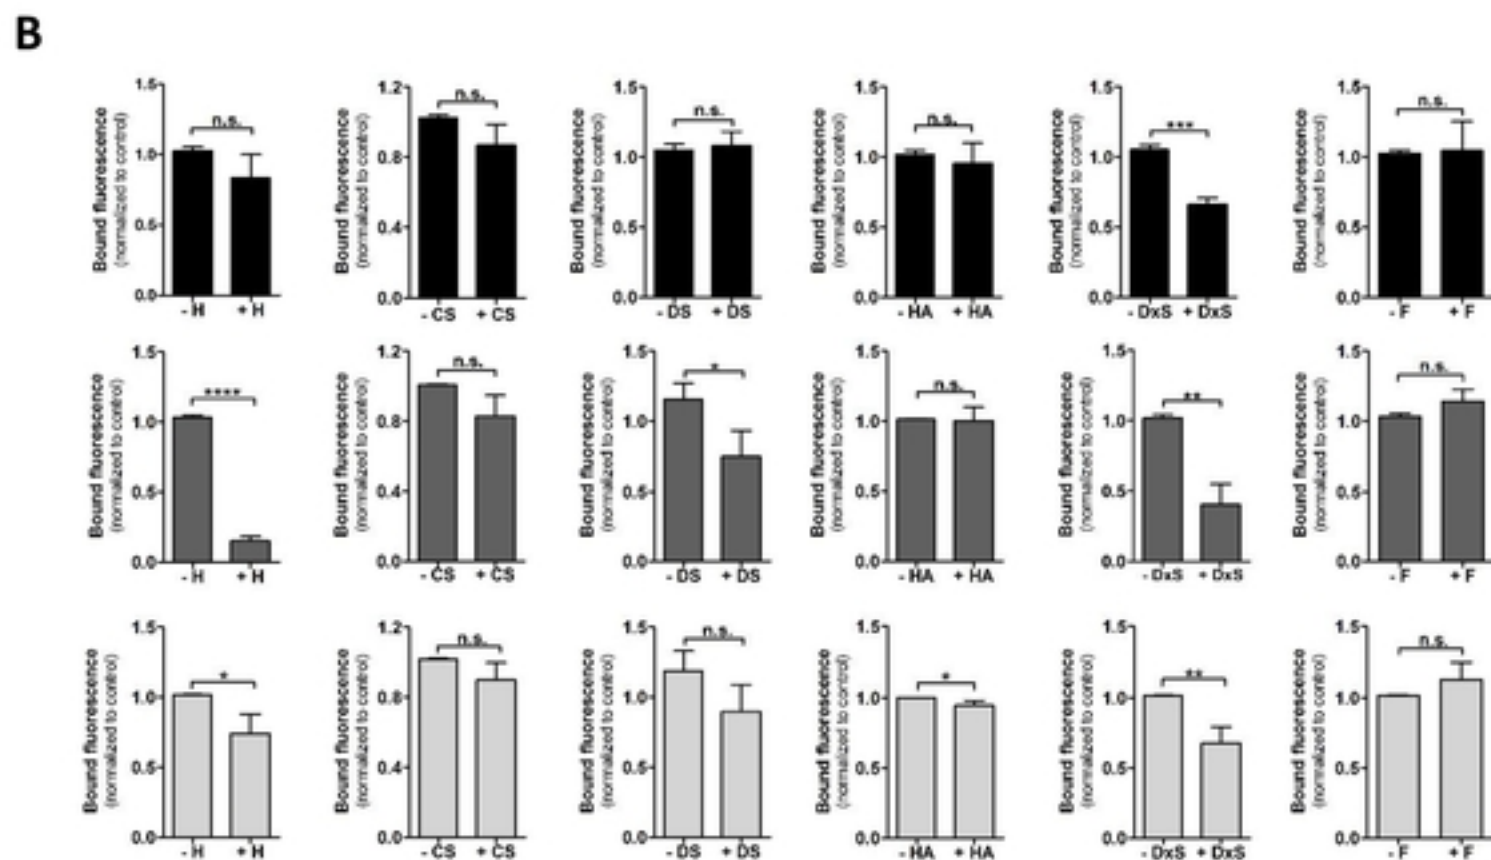 B
Bound fluorescence
(normalized to control)
1.5
1.0
0.5
0.0
n.s.
- H + H
Bound fluorescence
(normalized to control)
1.2
0.8
0.4
0.0
n.s.
- CS + CS
Bound fluorescence
(normalized to control)
1.5
1.0
0.5
0.0
n.s.
- DS + DS
Bound fluorescence
(normalized to control)
1.5
1.0
0.5
0.0
n.s.
- HA + HA
Bound fluorescence
(normalized to control)
1.5
1.0
0.5
0.0
***
- DxS + DxS
Bound fluorescence
(normalized to control)
1.5
1.0
0.5
0.0
n.s.
- F + F
Bound fluorescence
(normalized to control)
1.5
1.0
0.5
0.0
****
- H + H
Bound fluorescence
(normalized to control)
1.2
0.8
0.4
0.0
n.s.
- CS + CS
Bound fluorescence
(normalized to control)
1.5
1.0
0.5
0.0
*
- DS + DS
Bound fluorescence
(normalized to control)
1.5
1.0
0.5
0.0
n.s.
- HA + HA
Bound fluorescence
(normalized to control)
1.5
1.0
0.5
0.0
**
- DxS + DxS
Bound fluorescence
(normalized to control)
1.5
1.0
0.5
0.0
n.s.
- F + F
Bound fluorescence
(normalized to control)
1.5
1.0
0.5
0.0
*
- H + H
Bound fluorescence
(normalized to control)
1.2
0.8
0.4
0.0
n.s.
- CS + CS
Bound fluorescence
(normalized to control)
1.5
1.0
0.5
0.0
n.s.
- DS + DS
Bound fluorescence
(normalized to control)
1.5
1.0
0.5
0.0
*
- HA + HA
Bound fluorescence
(normalized to control)
1.5
1.0
0.5
0.0
**
- DxS + DxS
Bound fluorescence
(normalized to control)
1.5
1.0
0.5
0.0
n.s.
- F + F